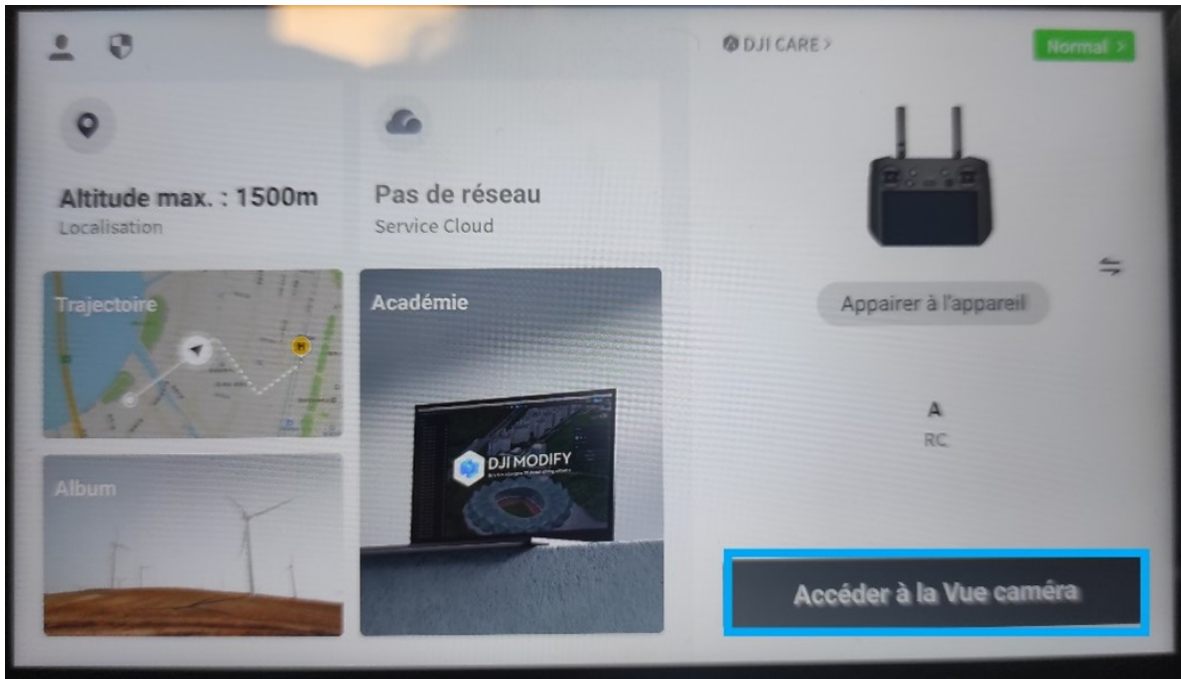 DJI CARE >
Normal >
Altitude max. : 1500m
Localisation
Pas de réseau
Service Cloud
Trajectoire
Académie
DJI MODIFY
Album
Appairer à l'appareil
A
RC
Accéder à la Vue caméra